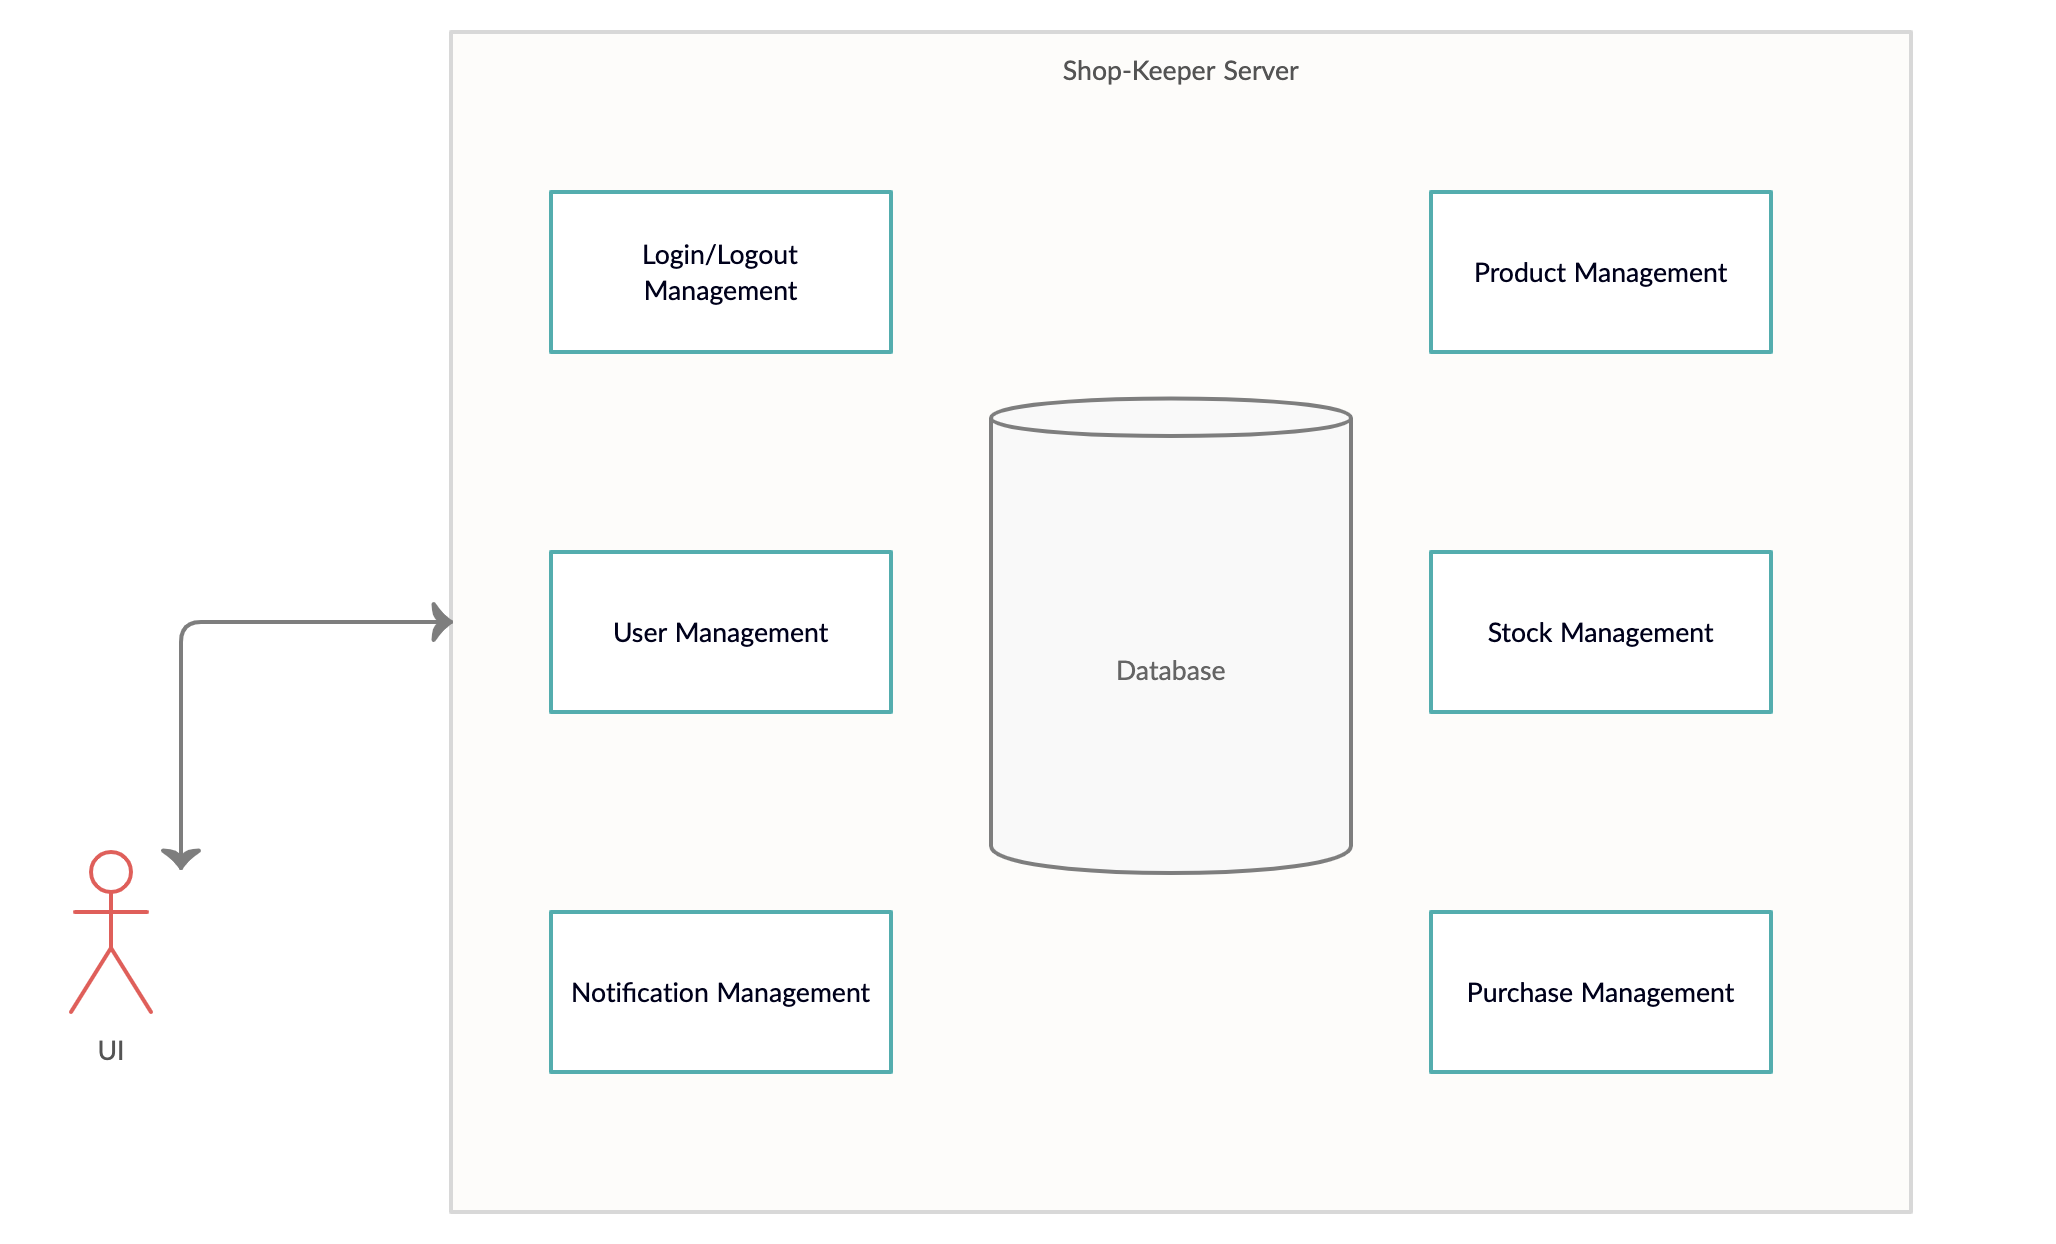 Shop-Keeper Server
Login/Logout
Management
Product Management
User Management
Database
Stock Management
Notification Management
Purchase Management
UI